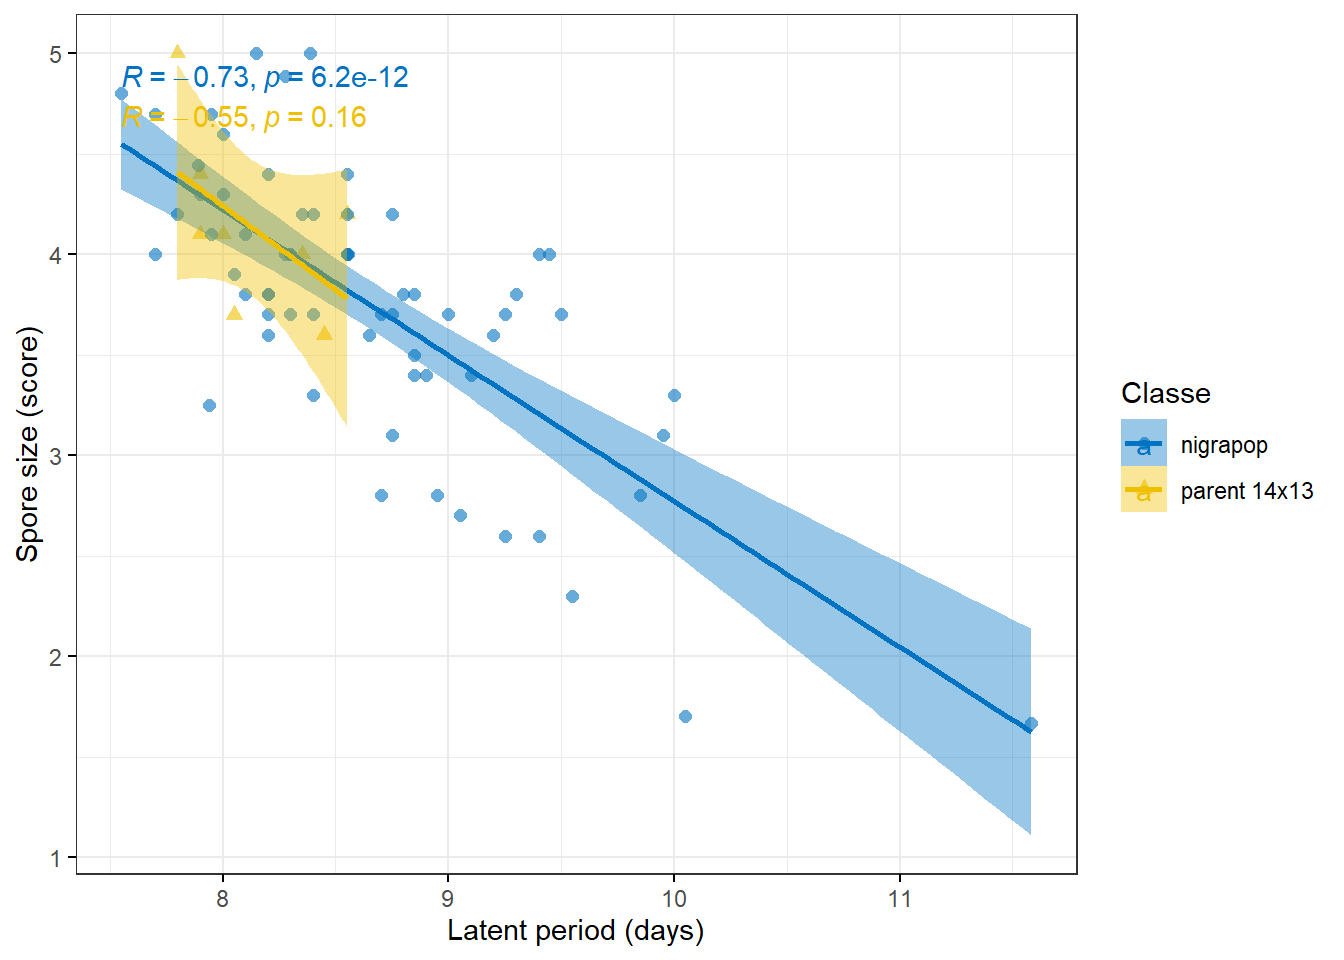 5
4
3
2
1
R = − 0.73, p = 6.2e-12
R = − 0.55, p = 0.16
8 9 10 11
Latent period (days)
Spore size (score)
Classe
a nigrapop
a parent 14x13